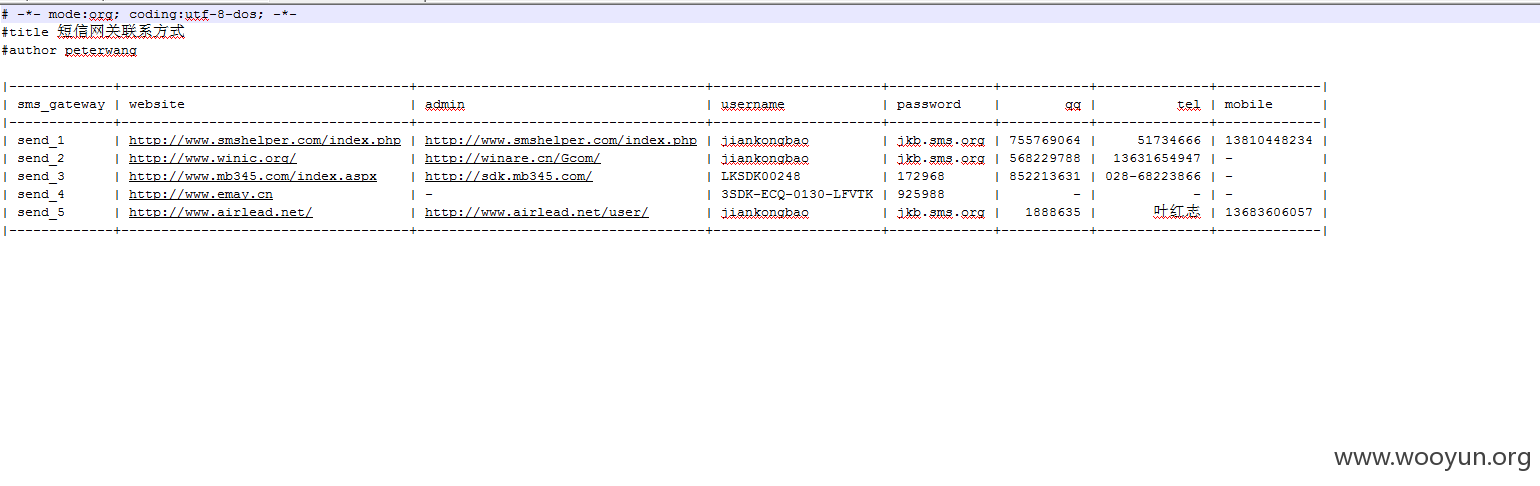 # -*- mode:org; coding:utf-8-dos; -*-
#title 短信网关联系方式
#author peterwang
|-------------+------------------------------------+------------------------------------+---------------------+------------+-----------+--------------+-------------|
| sms_gateway | website | admin | username | password | qq | tel | mobile |
|-------------+------------------------------------+------------------------------------+---------------------+------------+-----------+--------------+-------------|
| send_1 | http://www.smshelper.com/index.php | http://www.smshelper.com/index.php | jiankongbao | jkb.sms.org | 755769064 | 51734666 | 13810448234 |
| send_2 | http://www.winic.org/ | http://winare.cn/Gcom/ | jiankongbao | jkb.sms.org | 568229788 | 13631654947 | - |
| send_3 | http://www.mb345.com/index.aspx | http://sdk.mb345.com/ | LKSDK00248 | 172968 | 852213631 | 028-68223866 | - |
| send_4 | http://www.emay.cn | - | 3SDK-ECQ-0130-LFVTK | 925988 | - | - | - |
| send_5 | http://www.airlead.net/ | http://www.airlead.net/user/ | jiankongbao | jkb.sms.org | 1888635 | 叶红志 | 13683606057 |
|-------------+------------------------------------+------------------------------------+---------------------+------------+-----------+--------------+-------------|
www.wooyun.org